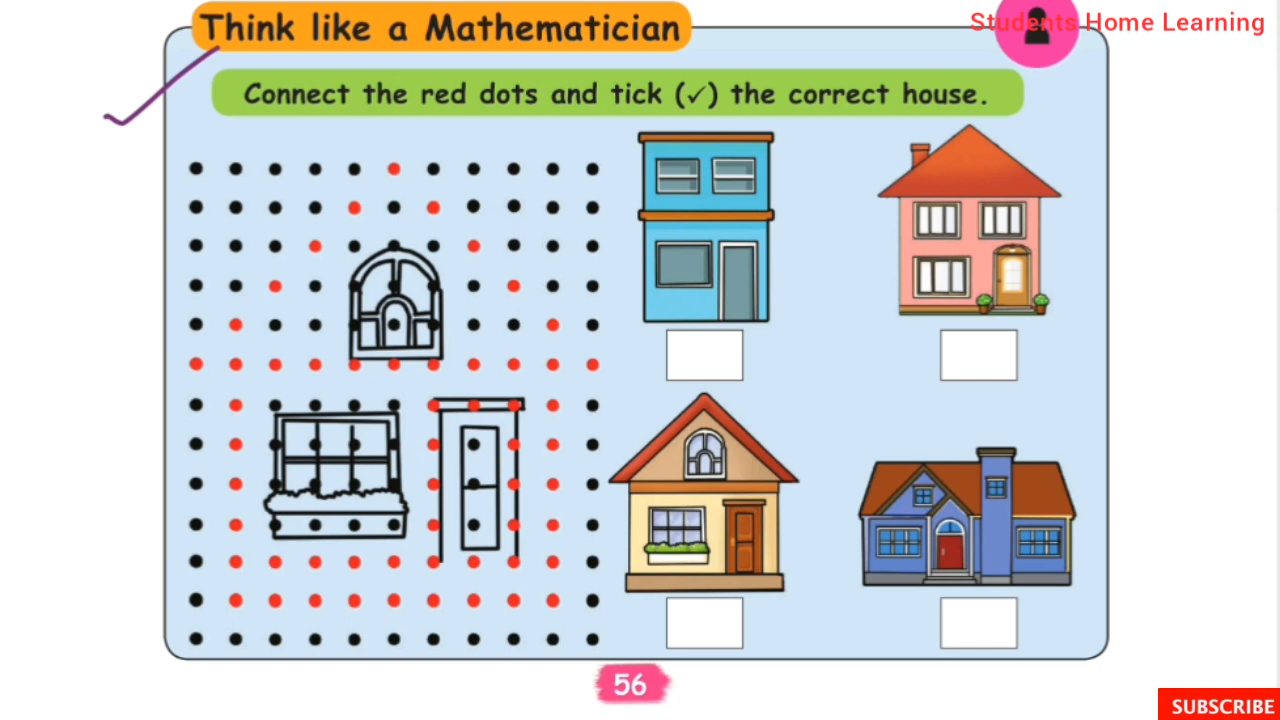 Think like a Mathematician
Students Home Learning
Connect the red dots and tick (✓) the correct house.
56
SUBSCRIBE